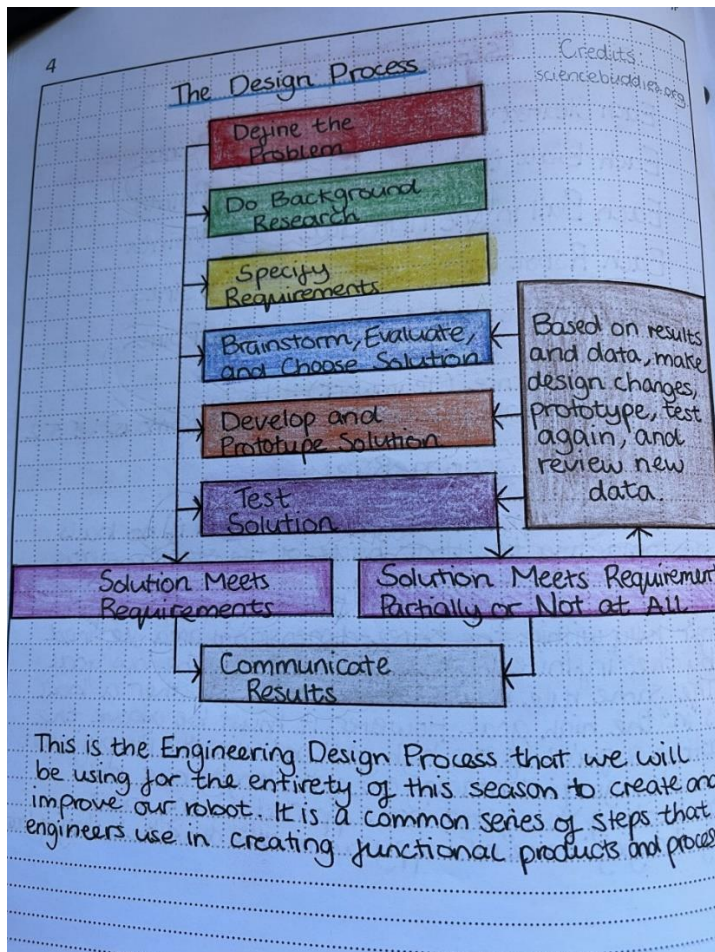 4
The Design Process
Credits
sciencebuddies.org
Define the
Problem
Do Background
Research
Specify
Requirements
Brainstorm, Evaluate,
and Choose Solution
Develop and
Prototype Solution
Test
Solution
Based on results
and data, make
design changes,
prototype, test
again, and
review new
data.
Solution Meets
Requirements
Solution Meets Requirement
Partially or Not at All
Communicate
Results
This is the Engineering Design Process that we will
be using for the entirety of this season to create and
improve our robot. It is a common series of steps that
engineers use in creating functional products and process